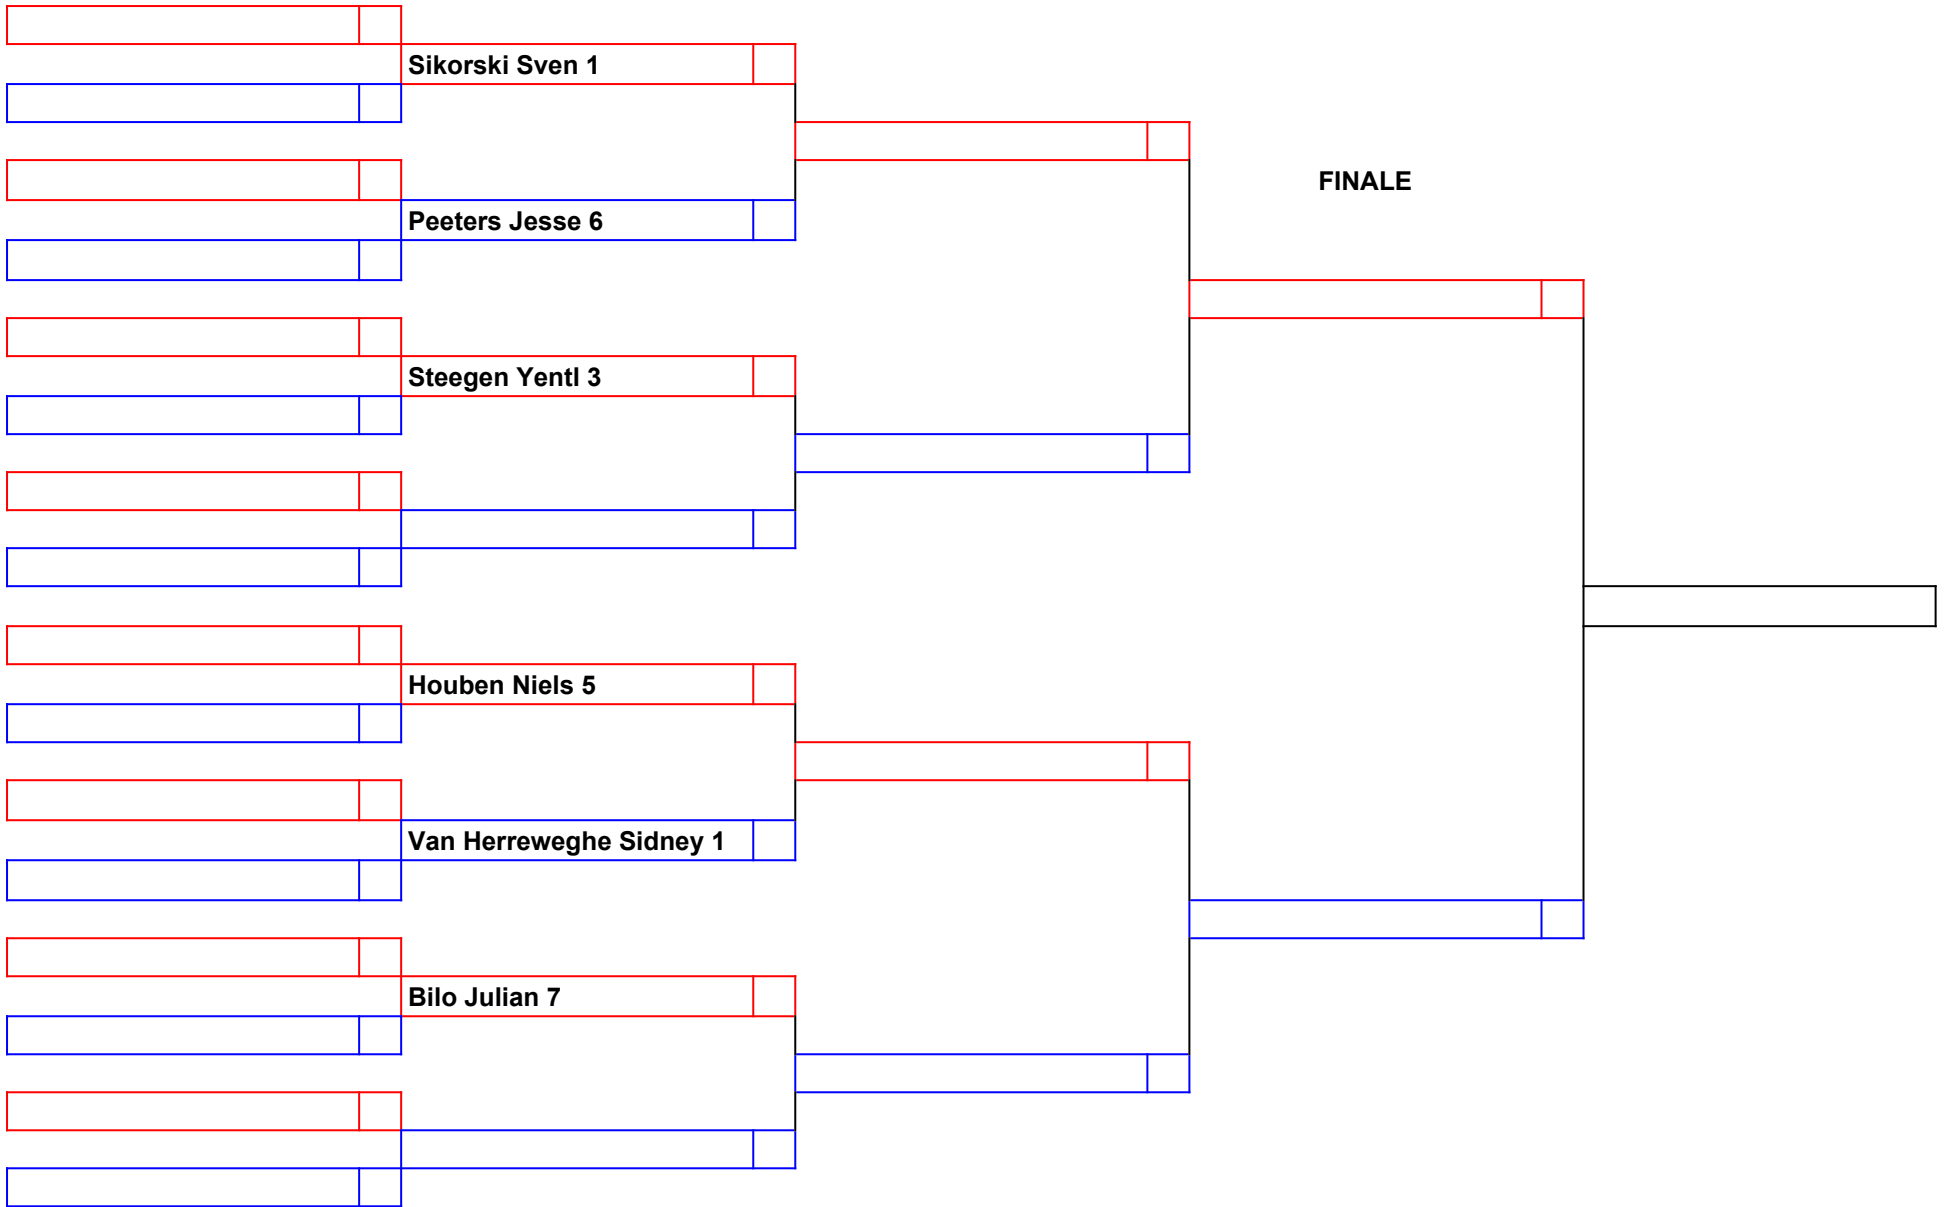 Sikorski Sven 1
FINALE
Peeters Jesse 6
Steegen Yentl 3
Houben Niels 5
Van Herreweghe Sidney 1
Bilo Julian 7